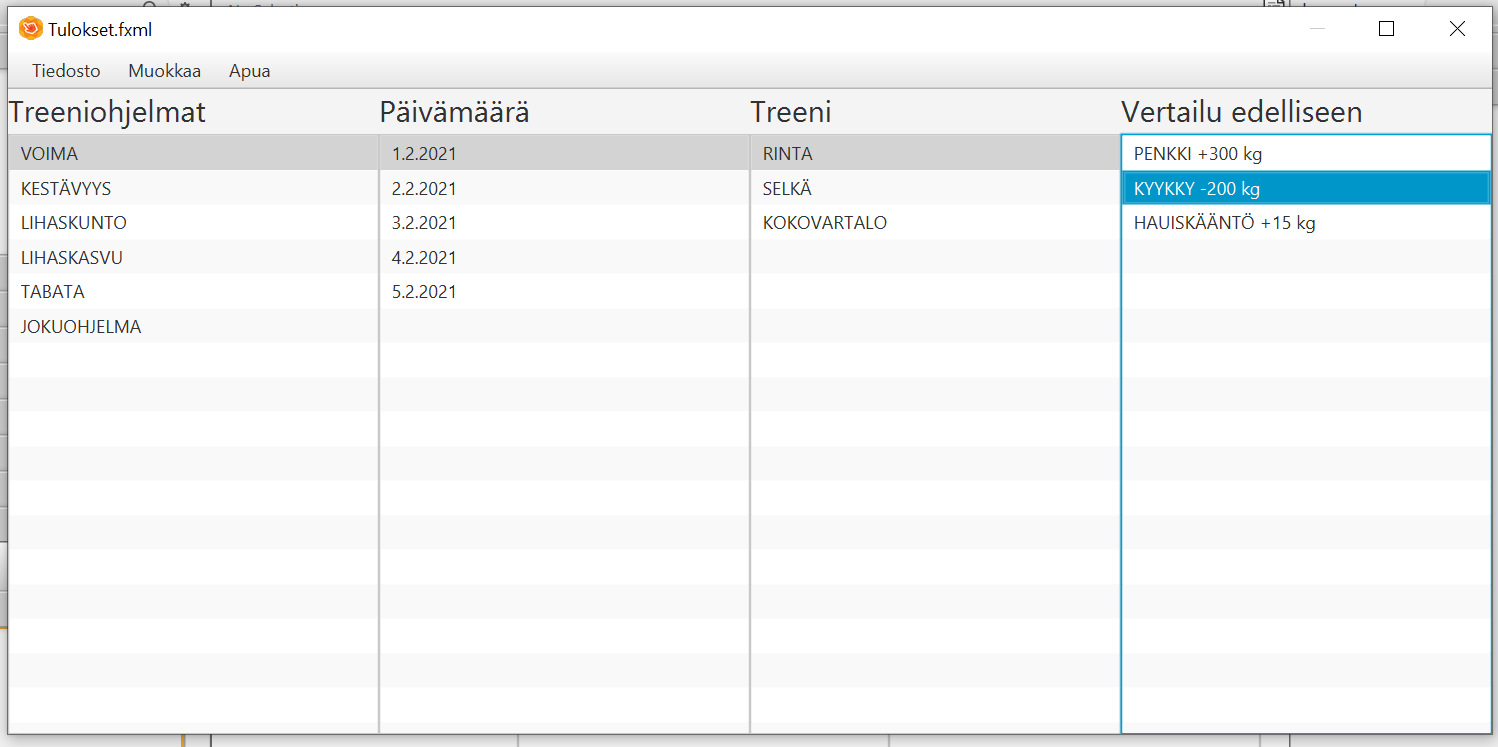 Tulokset.fxml
Tiedosto Muokkaa Apua
Treeniohjelmat Päivämäärä Treeni Vertailu edelliseen
VOIMA 1.2.2021 RINTA PENKKI +300 kg
KESTÄVYYS 2.2.2021 SELKÄ KYYKKY -200 kg
LIHASKUNTO 3.2.2021 KOKOVARTALO HAUISKÄÄNTÖ +15 kg
LIHASKASVU 4.2.2021
TABATA 5.2.2021
JOKUOHJELMA